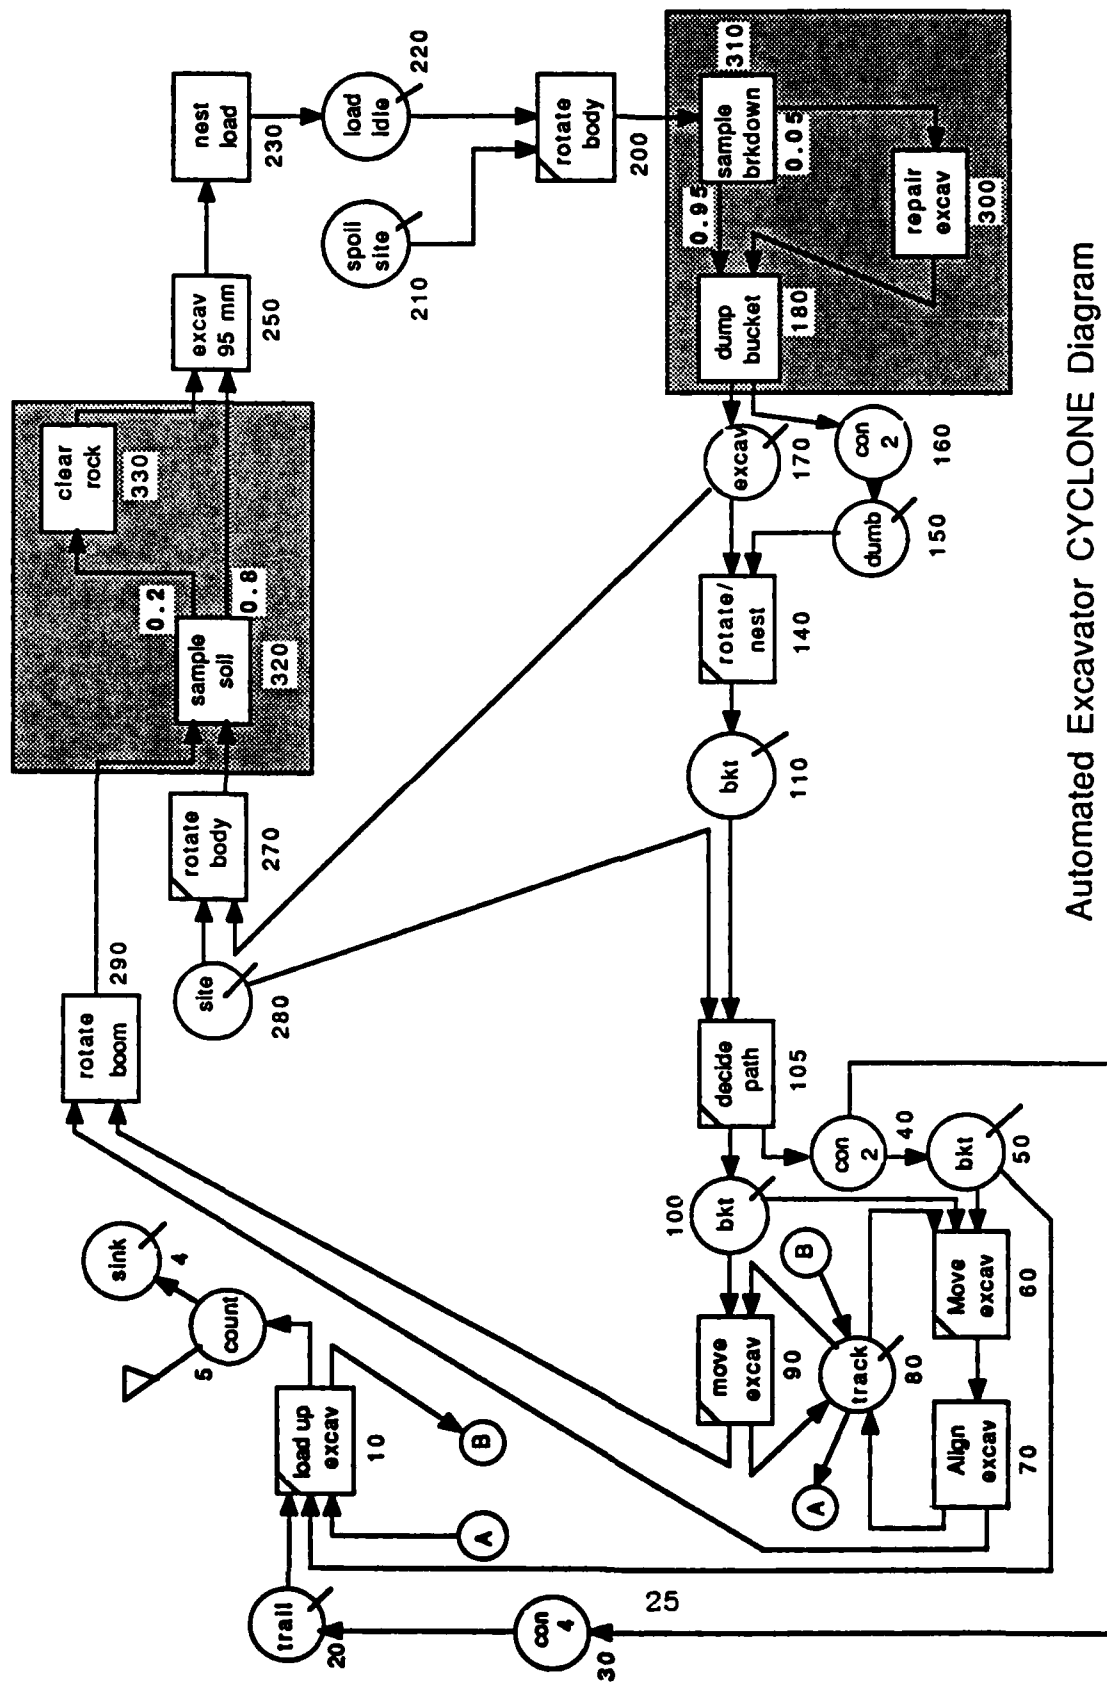 sink
4
count
5
load up
excav
10
B
A
trail
20
con
4
30
25
rotate
boom
290
site
280
rotate
body
270
clear
rock
330
0.2
sample
soil
320
0.8
excav
95 mm
250
nest
load
230
load
idle
220
spoil
site
210
rotate
body
200
sample
brkdown
310
0.95
0.05
repair
excav
300
dump
bucket
180
excav
170
con
2
160
dumb
150
rotate/
nest
140
bkt
110
decide
path
105
con
2
40
bkt
50
bkt
100
move
excav
90
B
track
80
A
Move
excav
60
Align
excav
70
Automated Excavator CYCLONE Diagram